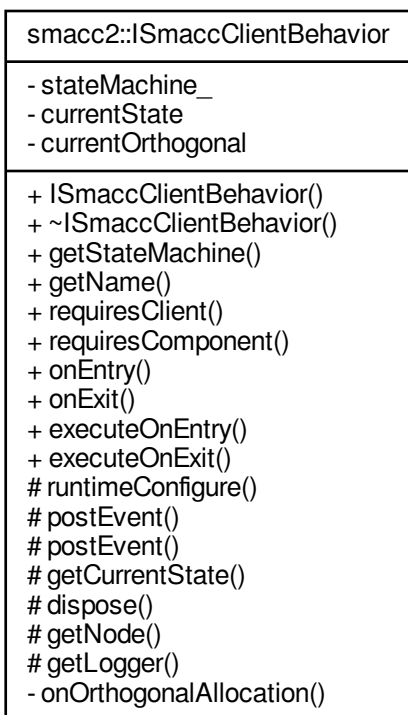 smacc2::ISmaccClientBehavior
- stateMachine_
- currentState
- currentOrthogonal
+ ISmaccClientBehavior()
+ ~ISmaccClientBehavior()
+ getStateMachine()
+ getName()
+ requiresClient()
+ requiresComponent()
+ onEntry()
+ onExit()
+ executeOnEntry()
+ executeOnExit()
# runtimeConfigure()
# postEvent()
# postEvent()
# getCurrentState()
# dispose()
# getNode()
# getLogger()
- onOrthogonalAllocation()